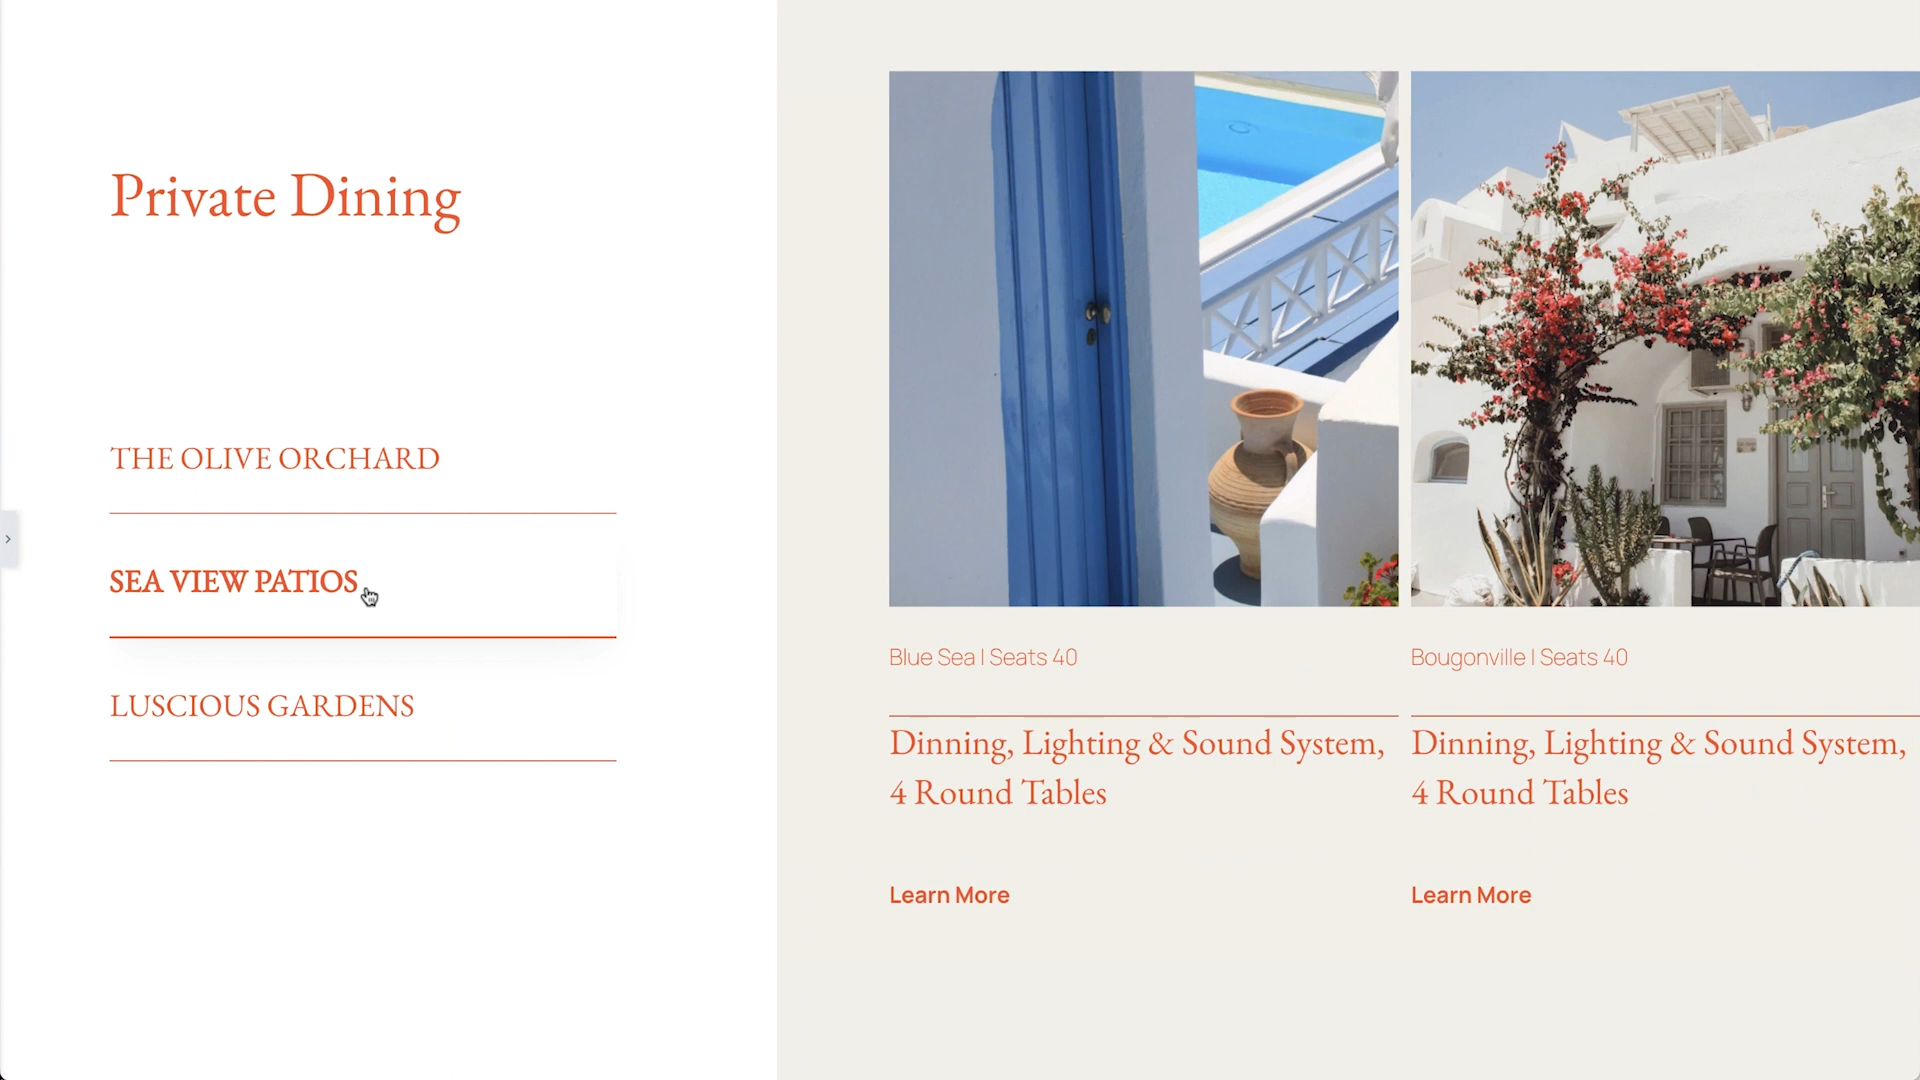 Private Dining
THE OLIVE ORCHARD
SEA VIEW PATIOS
LUSCIOUS GARDENS
Blue Sea | Seats 40
Dinning, Lighting & Sound System,
4 Round Tables
Learn More
Bougonville | Seats 40
Dinning, Lighting & Sound System,
4 Round Tables
Learn More